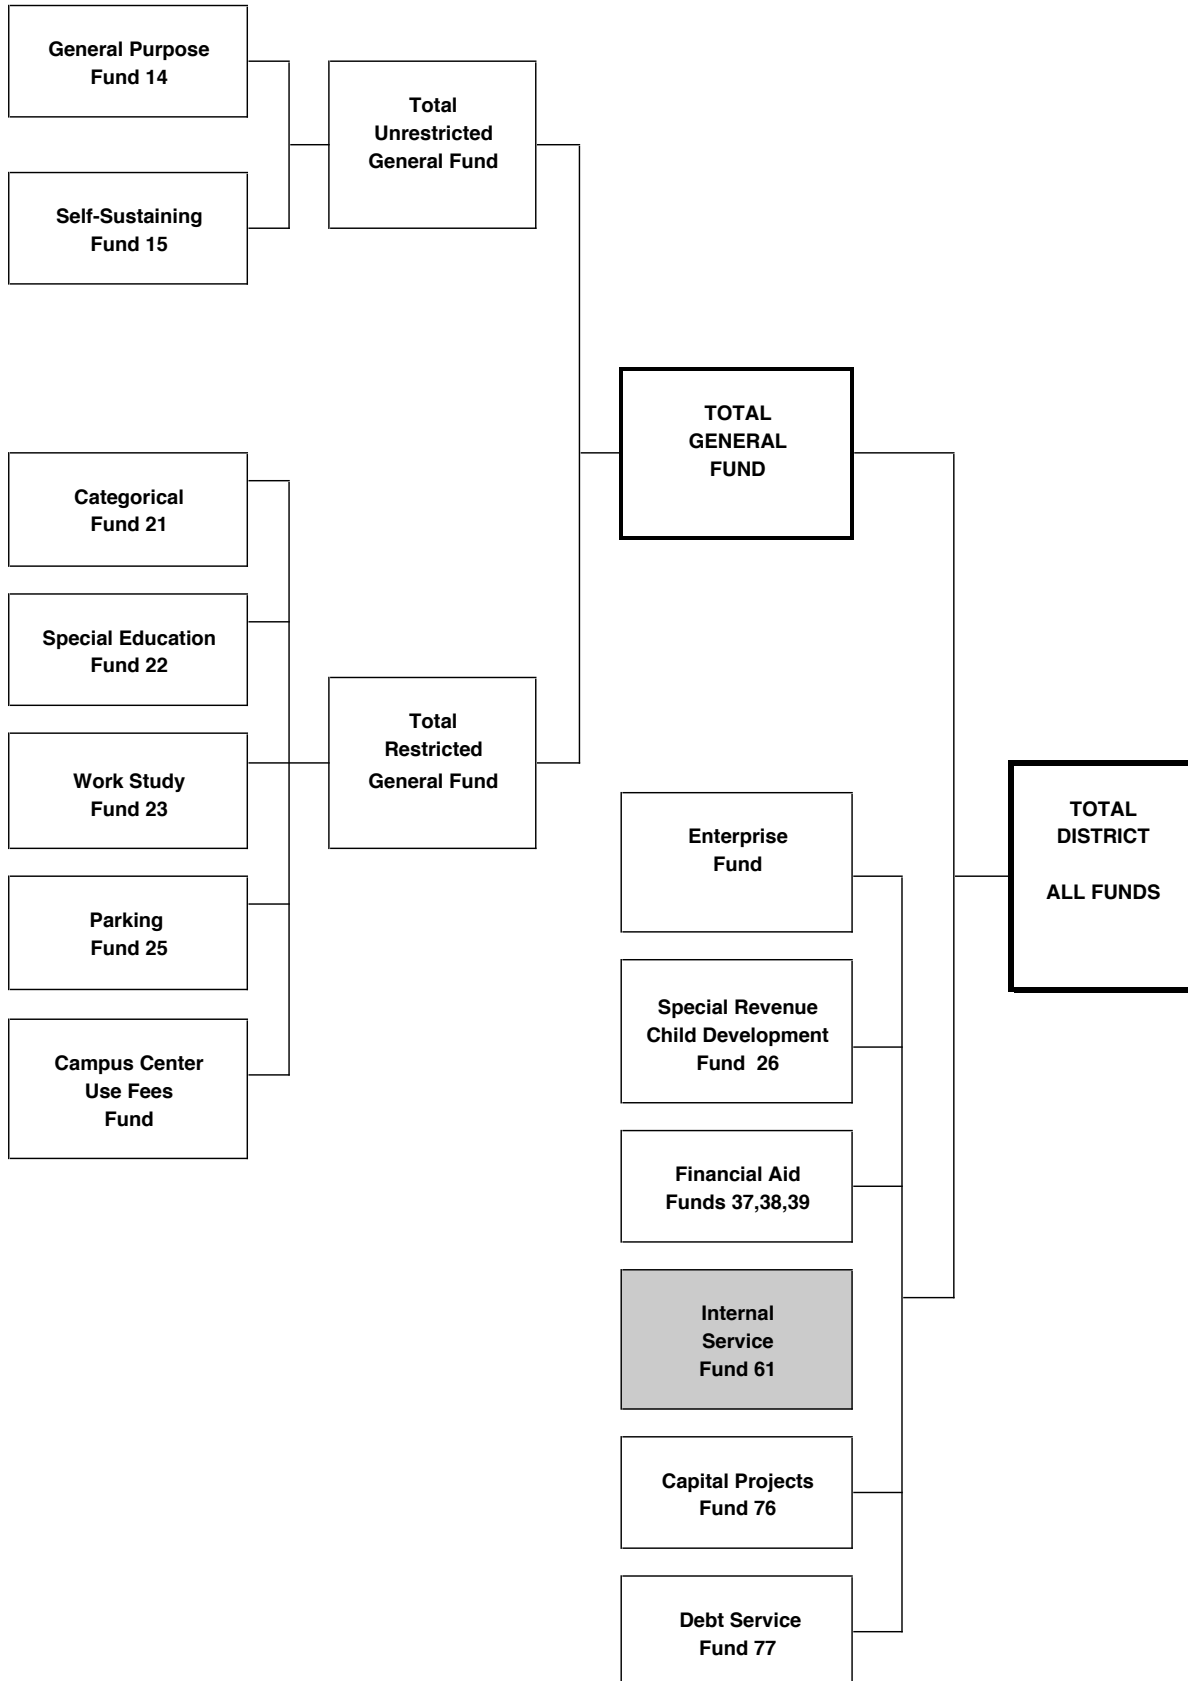 General Purpose
Fund 14
Self-Sustaining
Fund 15
Total
Unrestricted
General Fund
TOTAL
GENERAL
FUND
Categorical
Fund 21
Special Education
Fund 22
Work Study
Fund 23
Parking
Fund 25
Campus Center
Use Fees
Fund
Total
Restricted
General Fund
Enterprise
Fund
Special Revenue
Child Development
Fund  26
Financial Aid
Funds 37,38,39
Internal
Service
Fund 61
Capital Projects
Fund 76
Debt Service
Fund 77
TOTAL
DISTRICT
ALL FUNDS